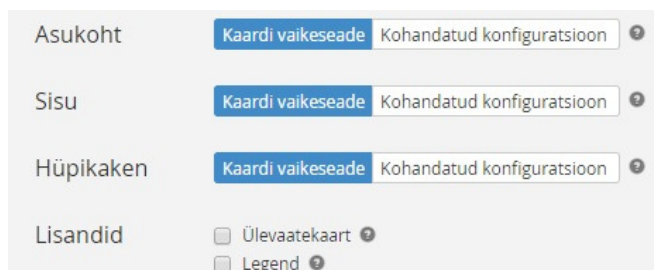 Asukoht Kaardi vaikeseade Kohandatud konfiguratsioon
Sisu Kaardi vaikeseade Kohandatud konfiguratsioon
Hüpikaken Kaardi vaikeseade Kohandatud konfiguratsioon
Lisandid Ülevaatekaart
Legend